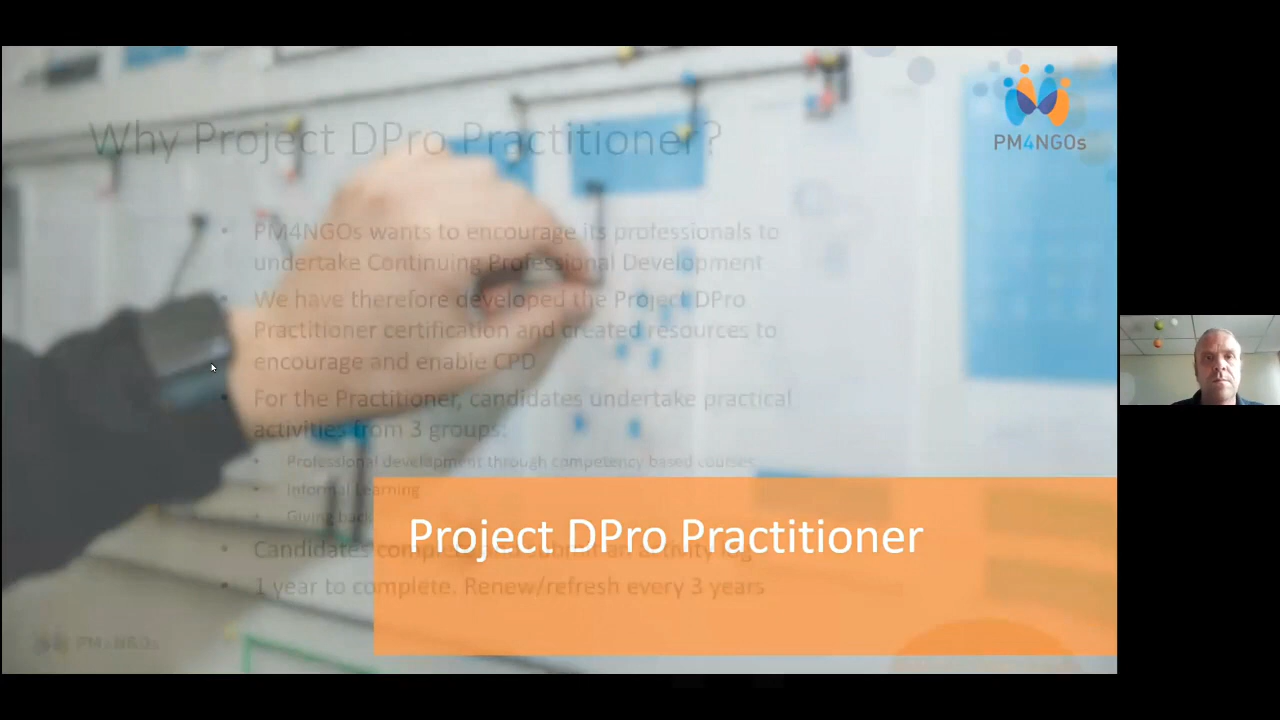 PM4NGOs
Why Project DPro Practitioner?
• PM4NGOs wants to encourage its professionals to
undertake Continuing Professional Development
• We have therefore developed the Project DPro
Practitioner certification and created resources to
encourage and enable CPD
• For the Practitioner, candidates undertake practical
activities from 3 groups:
• Professional development through competency based courses
• Informal Learning
• Giving back
Project DPro Practitioner
• Candidates
• 1 year to complete. Renew/refresh every 3 years
PM4NGOs